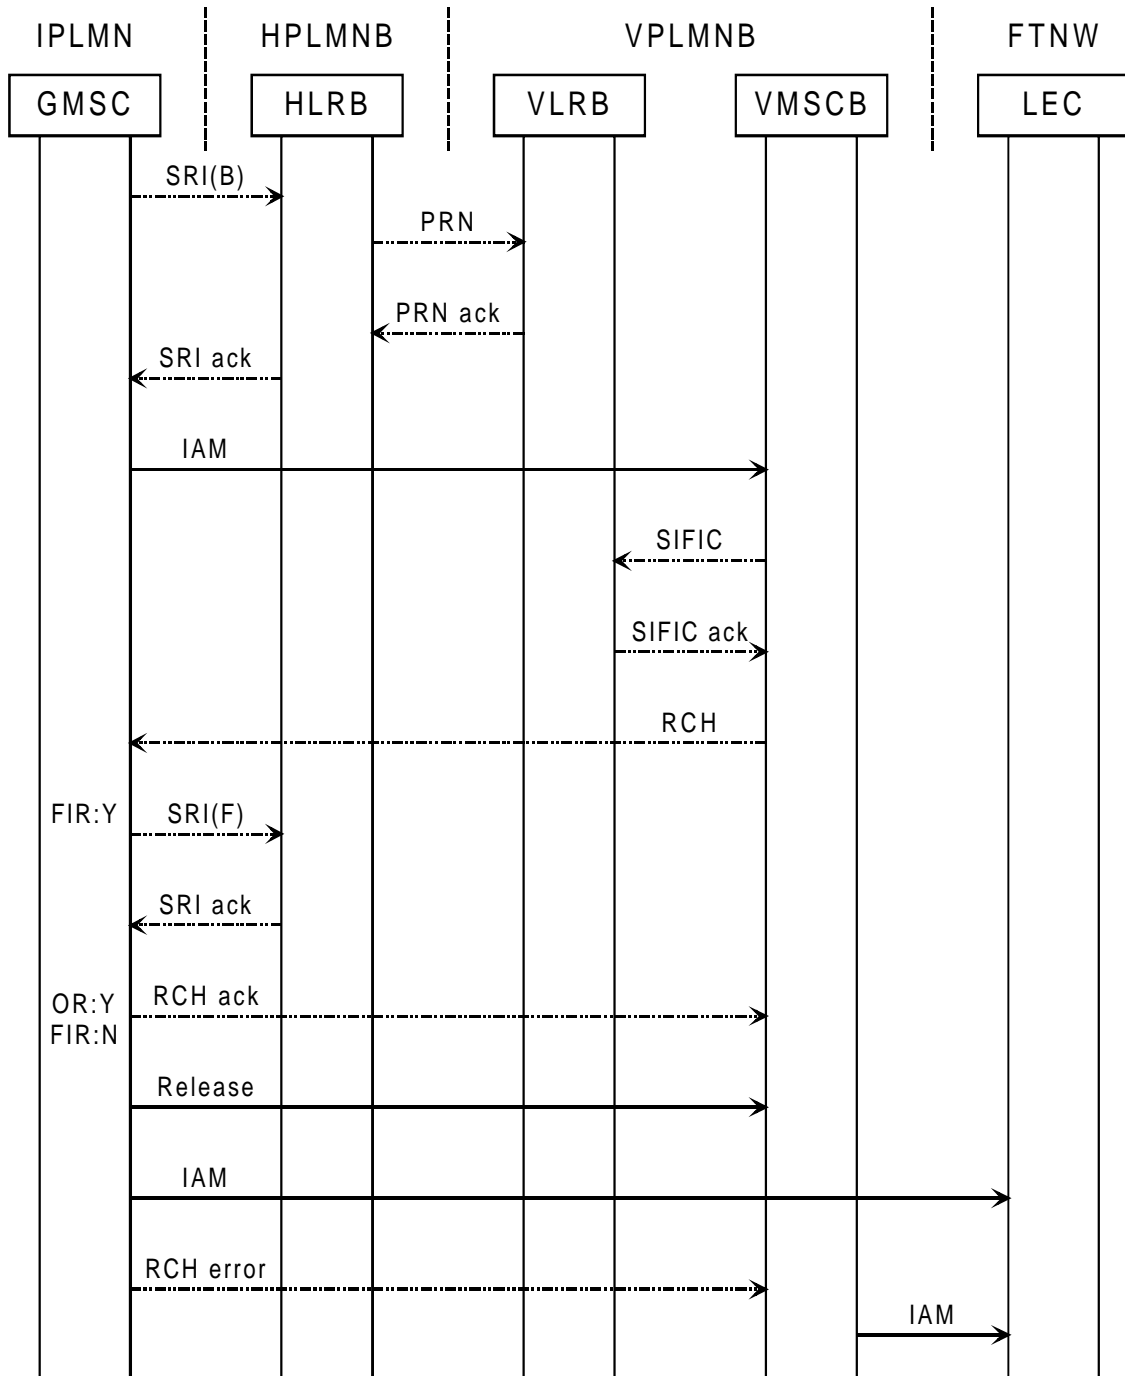 IPLMN HPLMNB VPLMNB FTNW
GMSC HLRB VLRB VMSCB LEC
SRI(B)
PRN
PRN ack
SRI ack
IAM
SIFIC
SIFIC ack
RCH
FIR:Y SRI(F)
SRI ack
OR:Y RCH ack
FIR:N
Release
IAM
RCH error
IAM